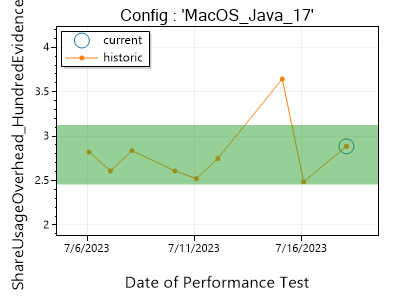 Config : 'MacOS_Java_17'
ShareUsageOverhead_HundredEvidence
current
historic
4
3.5
3
2.5
2
7/6/2023
7/11/2023
7/16/2023
Date of Performance Test